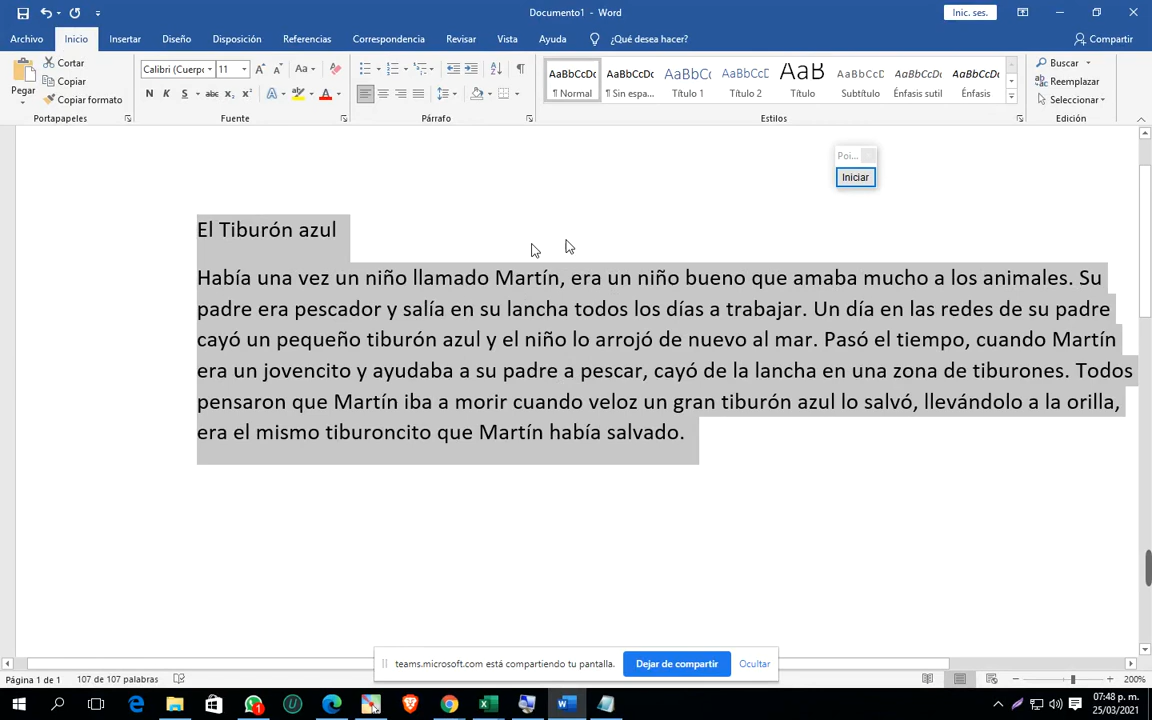 Documento1 - Word
Inic. ses.
Archivo Inicio Insertar Diseño Disposición Referencias Correspondencia Revisar Vista Ayuda ¿Qué desea hacer? Compartir
Pegar
Cortar
Copiar
Copiar formato
Portapapeles
Calibri (Cuerpo 11
N K S abc x₂ x²
Fuente
Párrafo
AaBbCcDc AaBbCcDc AaBbCcD AaBbCcD AaBb AaBbCcD AaBbCcDc AaBbCcDc
¶ Normal ¶ Sin espa... Título 1 Título 2 Título Subtítulo Énfasis sutil Énfasis
Estilos
Buscar
Reemplazar
Seleccionar
Edición
Poi...
Iniciar
El Tiburón azul
Había una vez un niño llamado Martín, era un niño bueno que amaba mucho a los animales. Su
padre era pescador y salía en su lancha todos los días a trabajar. Un día en las redes de su padre
cayó un pequeño tiburón azul y el niño lo arrojó de nuevo al mar. Pasó el tiempo, cuando Martín
era un jovencito y ayudaba a su padre a pescar, cayó de la lancha en una zona de tiburones. Todos
pensaron que Martín iba a morir cuando veloz un gran tiburón azul lo salvó, llevándolo a la orilla,
era el mismo tiburoncito que Martín había salvado.
teams.microsoft.com está compartiendo tu pantalla. Dejar de compartir Ocultar
Página 1 de 1 107 de 107 palabras 200%
07:48 p. m.
25/03/2021